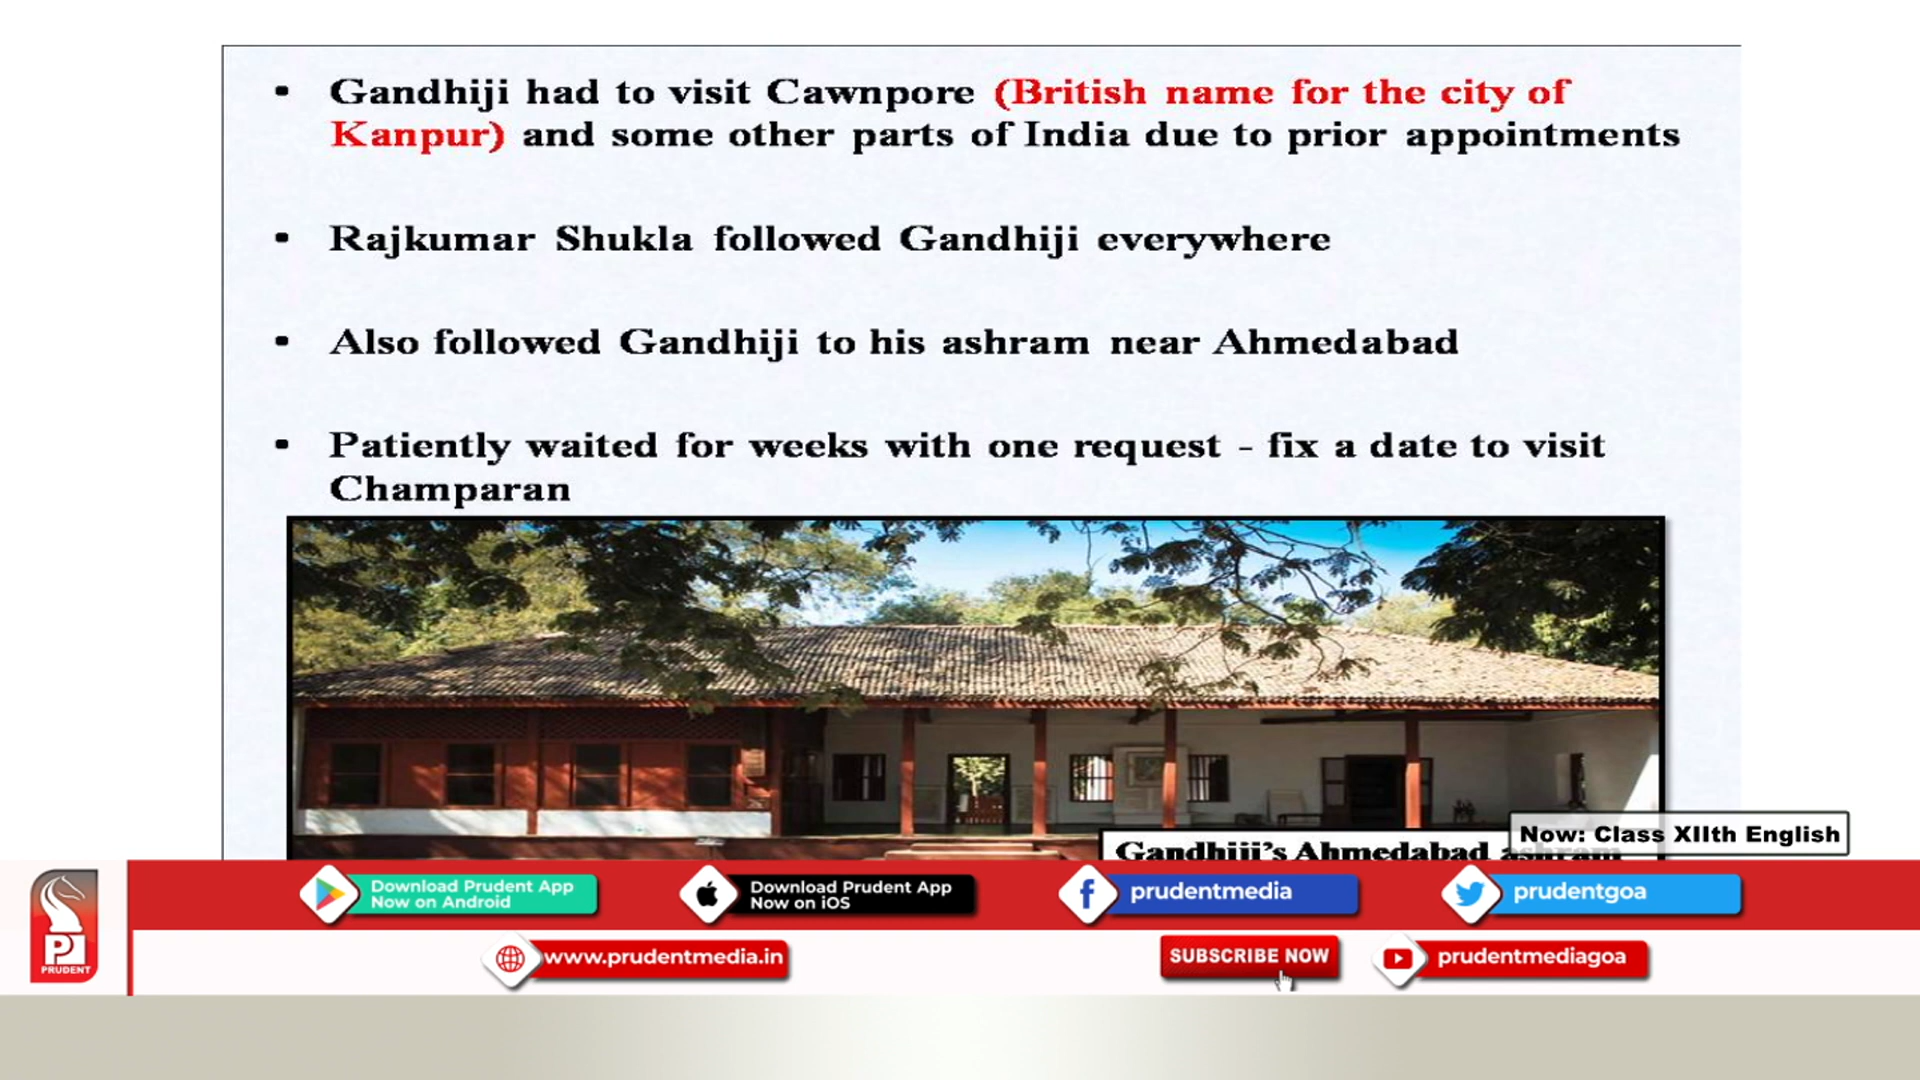 • Gandhiji had to visit Cawnpore (British name for the city of
Kanpur) and some other parts of India due to prior appointments
• Rajkumar Shukla followed Gandhiji everywhere
• Also followed Gandhiji to his ashram near Ahmedabad
• Patiently waited for weeks with one request - fix a date to visit
Champaran
Gandhiji's Ahmedabad ashram
Now: Class XIIth English
Download Prudent App
Now on Android
Download Prudent App
Now on iOS
prudentmedia
prudentgoa
PRUDENT
www.prudentmedia.in
SUBSCRIBE NOW
prudentmediagoa